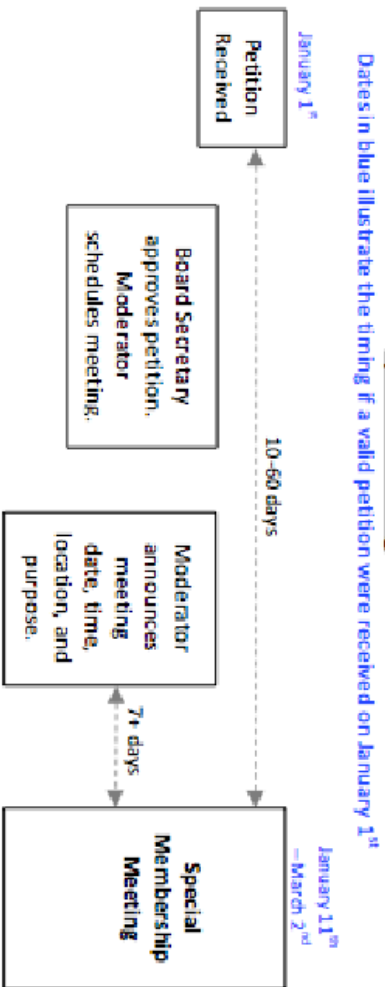 Dates in blue illustrate the timing if a valid petition were received on January 1st
January 1st
Petition
Received
10-60 days
January 11th
– March 2nd
Board Secretary
approves petition.
Moderator
schedules meeting.
Moderator
announces
meeting
date, time,
location, and
purpose.
7+ days
Special
Membership
Meeting